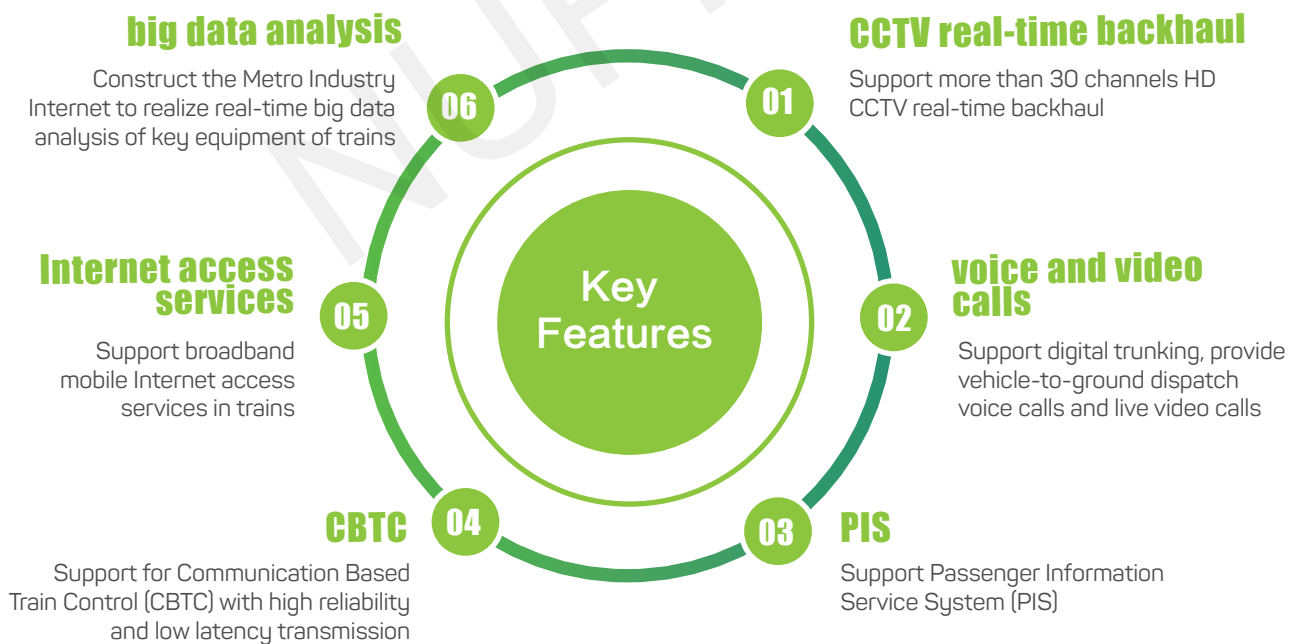 CCTV real-time backhaul
01
Support more than 30 channels HD
CCTV real-time backhaul
voice and video
calls
02
Support digital trunking, provide
vehicle-to-ground dispatch
voice calls and live video calls
PIS
03
Support Passenger Information
Service System (PIS)
CBTC
04
Support for Communication Based
Train Control (CBTC) with high reliability
and low latency transmission
Internet access
services
05
Support broadband
mobile Internet access
services in trains
big data analysis
06
Construct the Metro Industry
Internet to realize real-time big data
analysis of key equipment of trains
Key
Features